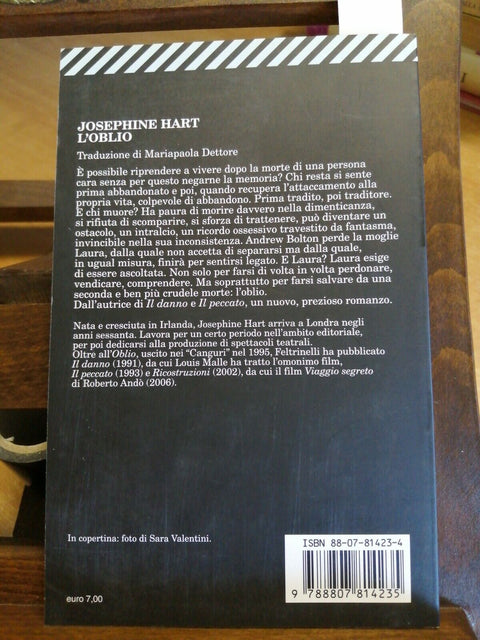 JOSEPHINE HART
L'OBLIO
Traduzione di Mariapaola Dettore
È possibile riprendere a vivere dopo la morte di una persona
cara senza per questo negarne la memoria? Chi resta si sente
prima abbandonato e poi, quando recupera l'attaccamento alla
propria vita, colpevole di abbandono. Prima tradito, poi traditore.
E chi muore? Ha paura di morire davvero nella dimenticanza,
si rifiuta di scomparire, si sforza di trattenere, può diventare un
ostacolo, un intralcio, un ricordo ossessivo travestito da fantasma,
invincibile nella sua inconsistenza. Andrew Bolton perde la moglie
Laura, dalla quale non accetta di separarsi ma dalla quale,
in ugual misura, finirà per sentirsi legato. E Laura? Laura esige
di essere ascoltata. Non solo per farsi di volta in volta perdonare,
vendicare, comprendere. Ma soprattutto per farsi salvare da una
seconda e ben più crudele morte: l'oblio.
Dall'autrice di Il danno e Il peccato, un nuovo, prezioso romanzo.
Nata e cresciuta in Irlanda, Josephine Hart arriva a Londra negli
anni sessanta. Lavora per un certo periodo nell'ambito editoriale,
per poi dedicarsi alla produzione di spettacoli teatrali.
Oltre all'Oblio, uscito nei "Canguri" nel 1995, Feltrinelli ha pubblicato
Il danno (1991), da cui Louis Malle ha tratto l'omonimo film,
Il peccato (1993) e Ricostruzioni (2002), da cui il film Viaggio segreto
di Roberto Andò (2006).
In copertina: foto di Sara Valentini.
ISBN 88-07-81423-4
9 788807 814235
euro 7,00